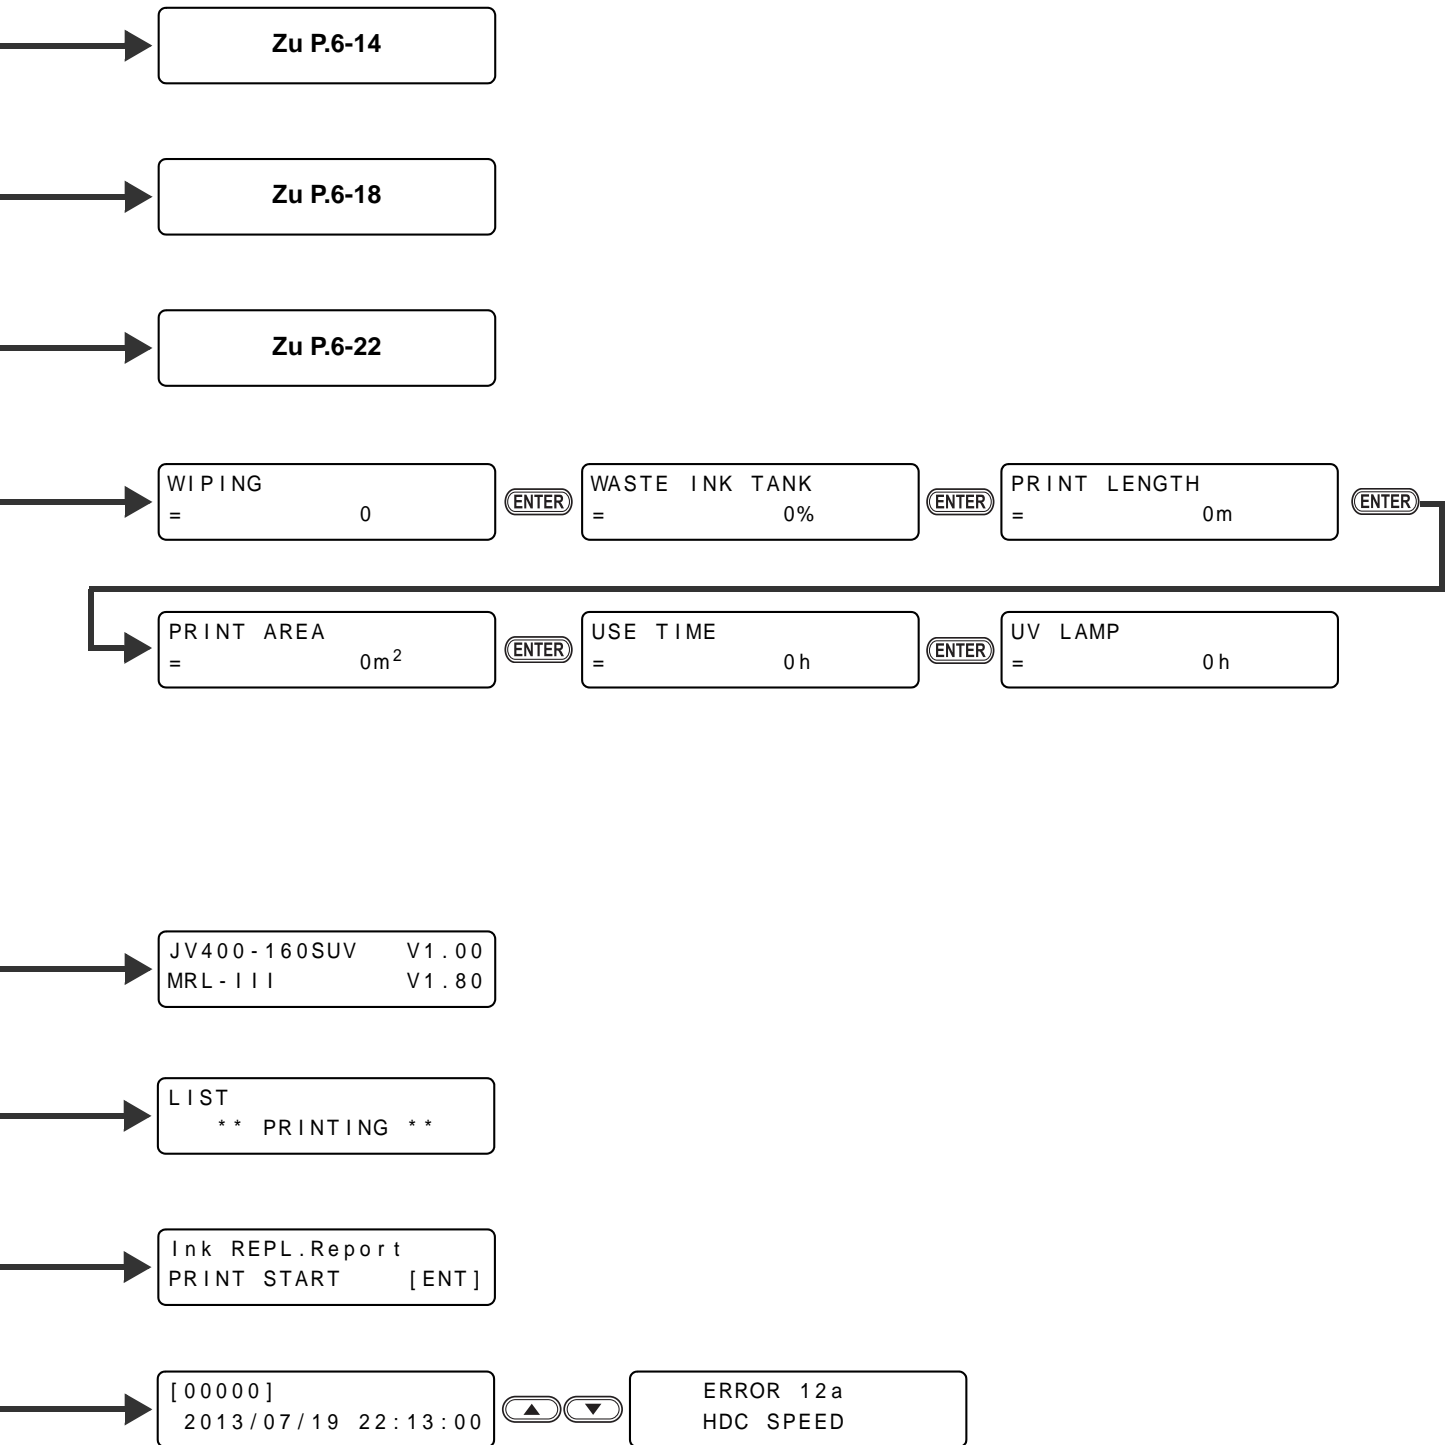 Zu P.6-14
Zu P.6-18
Zu P.6-22
WIPING
= 0
ENTER
WASTE INK TANK
= 0%
ENTER
PRINT LENGTH
= 0m
ENTER
PRINT AREA
= 0m²
ENTER
USE TIME
= 0h
ENTER
UV LAMP
= 0h
JV400-160SUV V1.00
MRL-III V1.80
LIST
** PRINTING **
Ink REPL.Report
PRINT START [ENT]
[00000]
2013/07/19 22:13:00
ERROR 12a
HDC SPEED